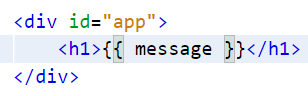 <div id="app">
    <h1>{{ message }}</h1>
</div>